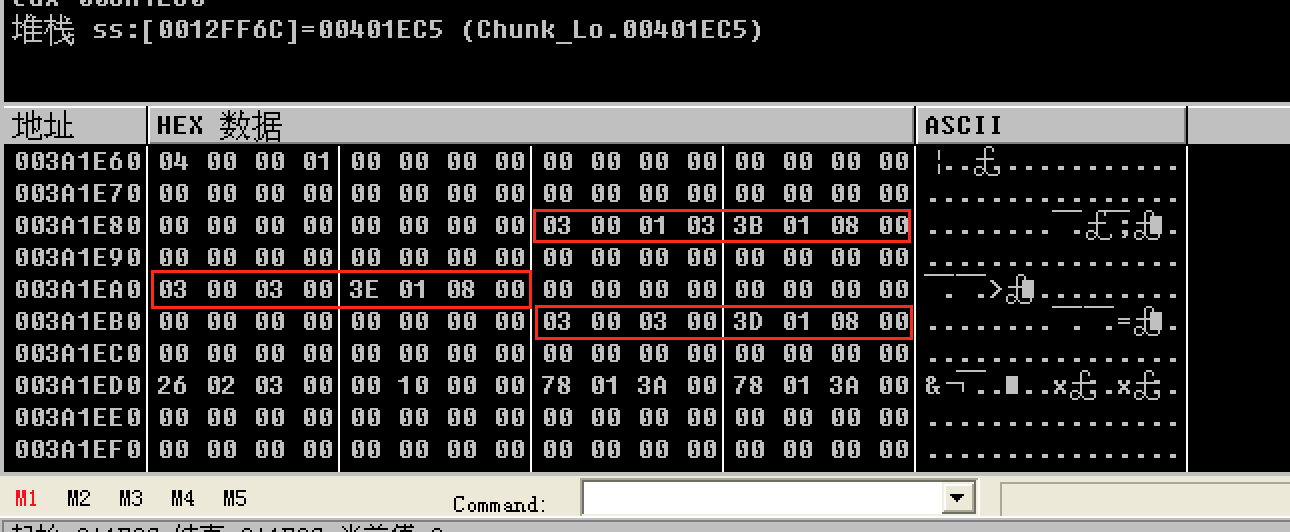 堆栈 ss:[0012FF6C]=00401EC5 (Chunk_Lo.00401EC5)
地址 HEX 数据 ASCII
003A1E60 04 00 00 01 00 00 00 00 00 00 00 00 00 00 00 00
003A1E70 00 00 00 00 00 00 00 00 00 00 00 00 00 00 00 00 ................
003A1E80 00 00 00 00 00 00 00 00 03 00 01 03 3B 01 08 00
003A1E90 00 00 00 00 00 00 00 00 00 00 00 00 00 00 00 00 ................
003A1EA0 03 00 03 00 3E 01 08 00 00 00 00 00 00 00 00 00
003A1EB0 00 00 00 00 00 00 00 00 03 00 03 00 3D 01 08 00
003A1EC0 00 00 00 00 00 00 00 00 00 00 00 00 00 00 00 00 ................
003A1ED0 26 02 03 00 00 10 00 00 78 01 3A 00 78 01 3A 00
003A1EE0 00 00 00 00 00 00 00 00 00 00 00 00 00 00 00 00 ................
003A1EF0 00 00 00 00 00 00 00 00 00 00 00 00 00 00 00 00 ................
M1 M2 M3 M4 M5 Command: